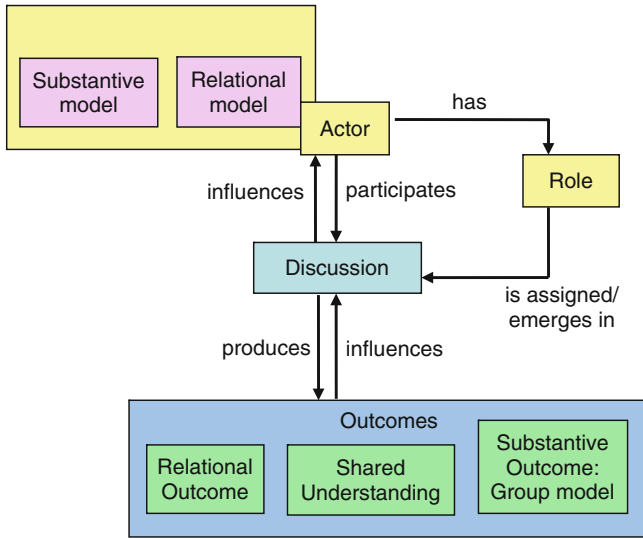 Substantive
model
Relational
model
Actor
has
Role
influences
participates
Discussion
is assigned/
emerges in
produces
influences
Outcomes
Relational
Outcome
Shared
Understanding
Substantive
Outcome:
Group model